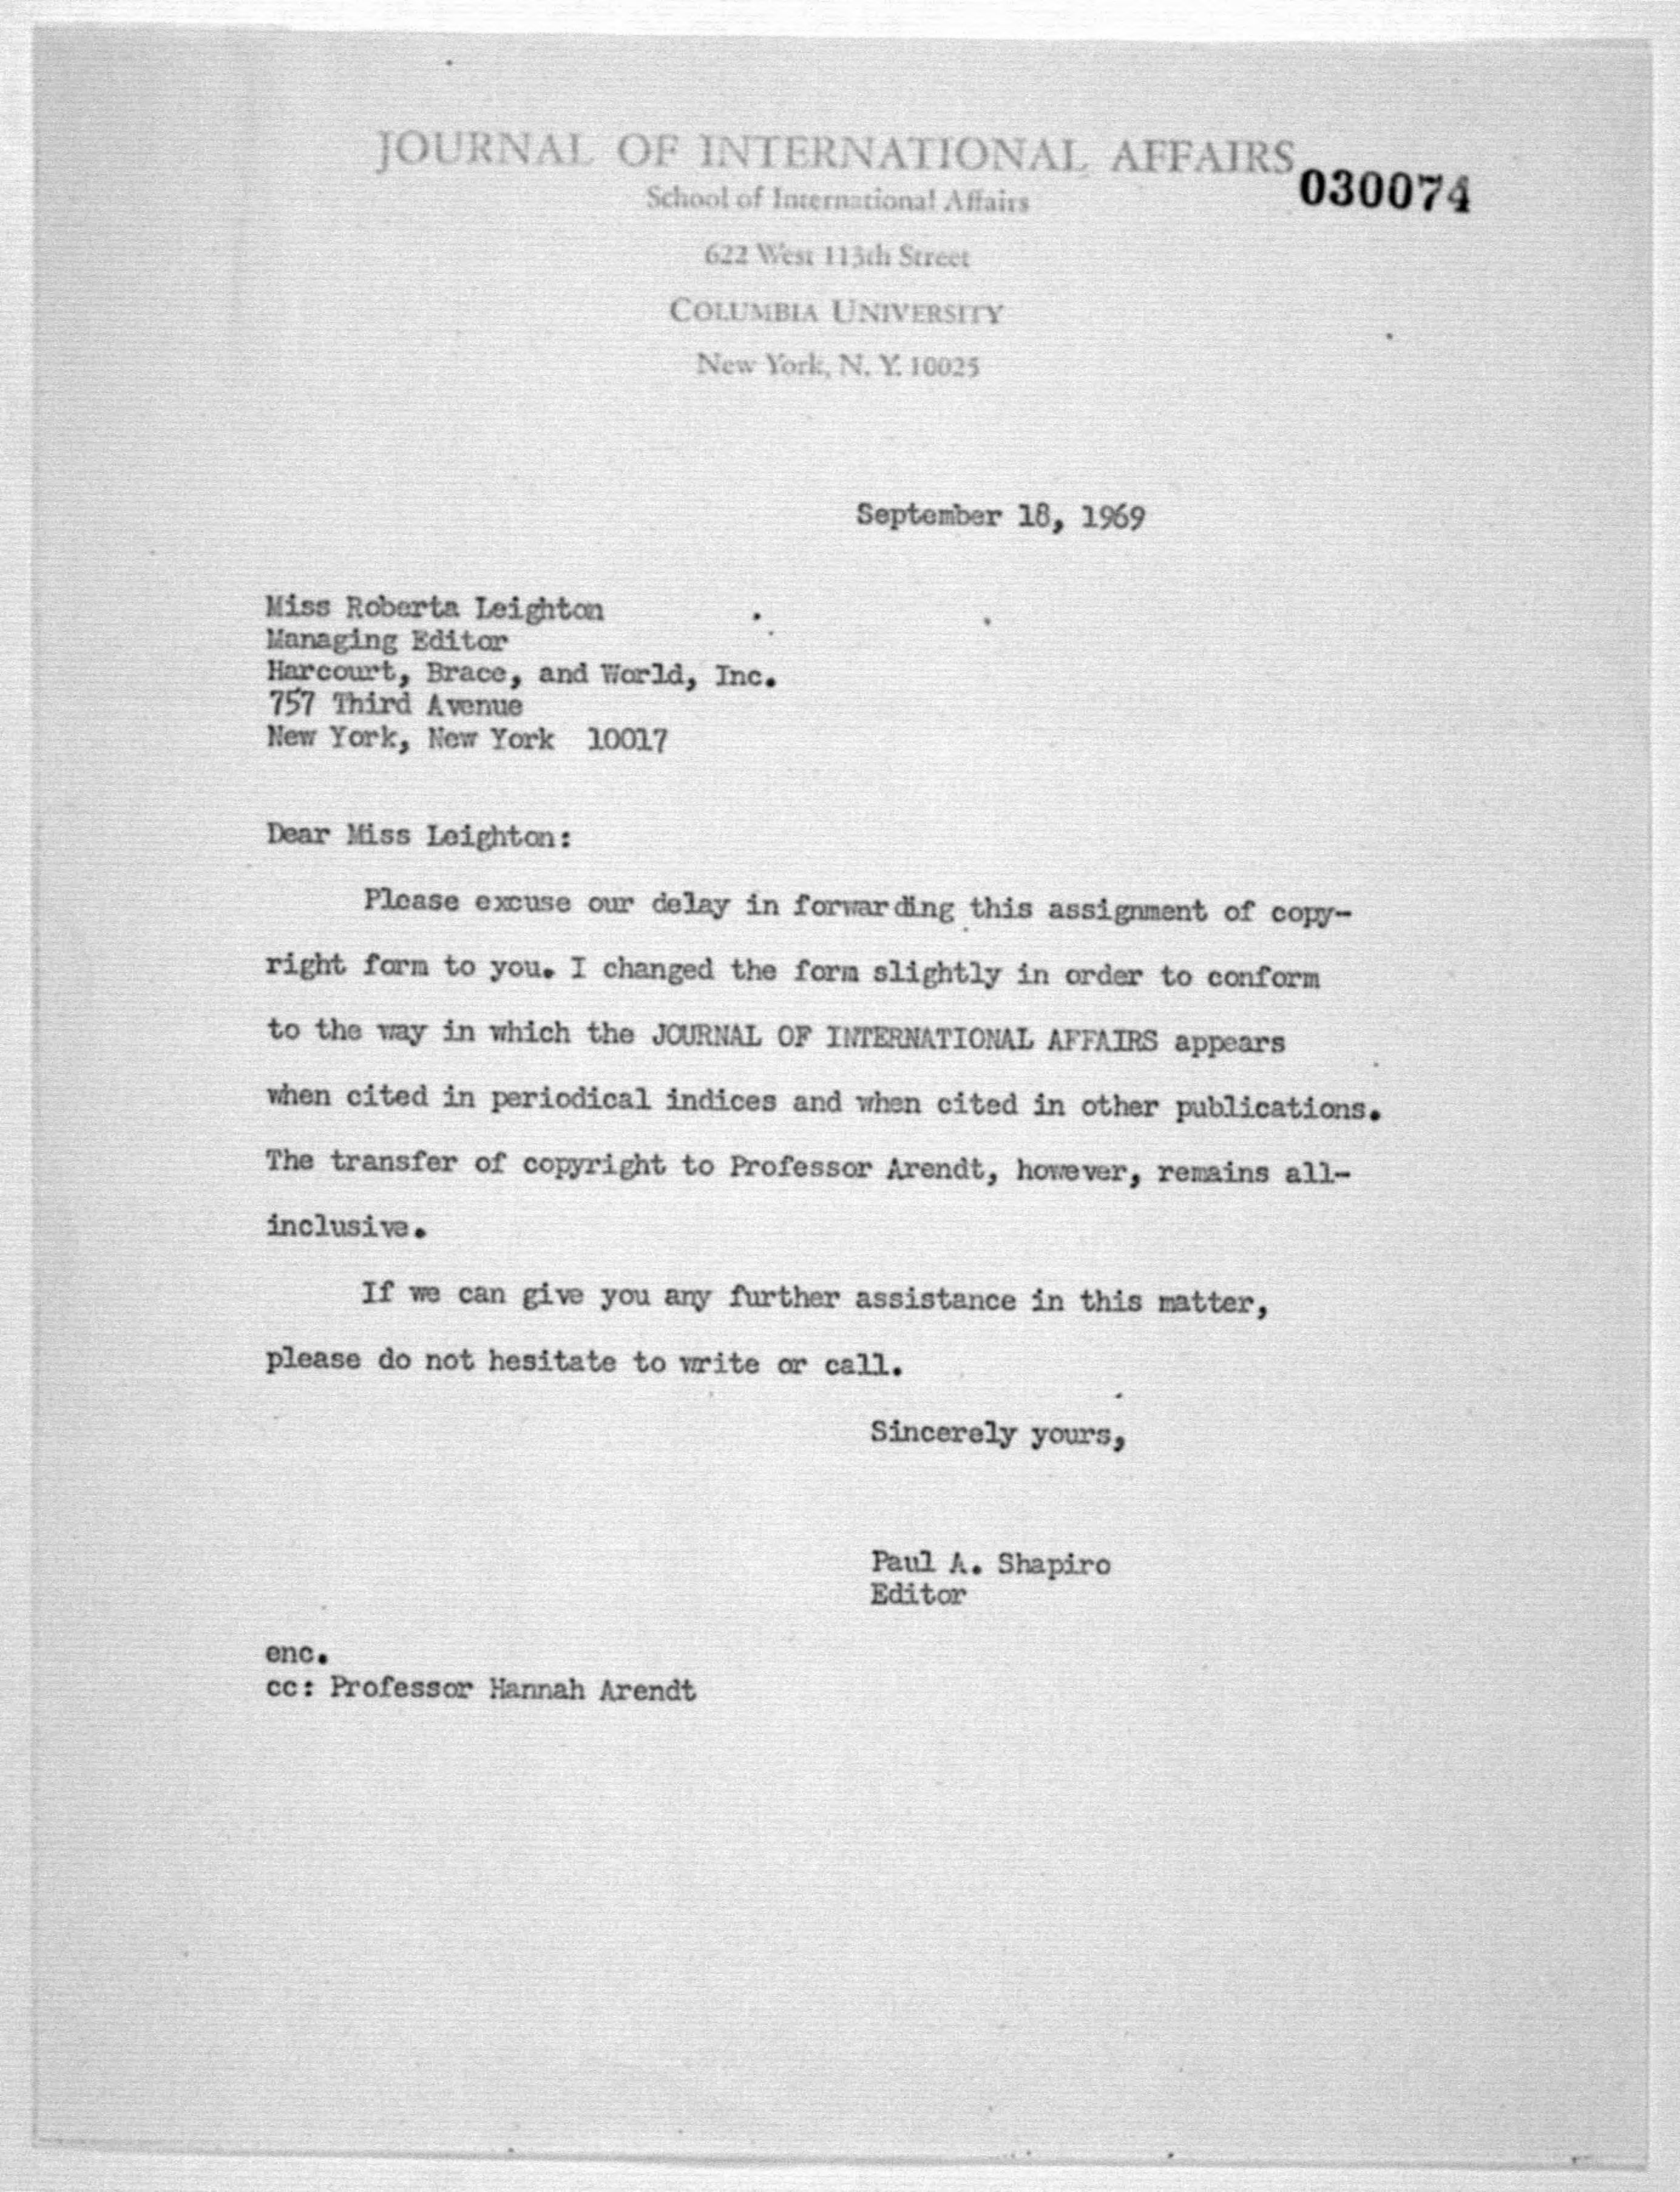 JOURNAL OF INTERNATIONAL AFFAIRS
030074
School of International Affairs
622 West 113th Street
COLUMBIA UNIVERSITY
New York, N. Y. 10025
September 18, 1969
Miss Roberta Leighton
Managing Editor
Harcourt, Brace, and World, Inc.
757 Third Avenue
New York, New York 10017
Dear Miss Leighton:
Please excuse our delay in forwarding this assignment of copy-
right form to you. I changed the form slightly in order to conform
to the way in which the JOURNAL OF INTERNATIONAL AFFAIRS appears
when cited in periodical indices and when cited in other publications.
The transfer of copyright to Professor Arendt, however, remains all-
inclusive.
If we can give you any further assistance in this matter,
please do not hesitate to write or call.
Sincerely yours,
Paul A. Shapiro
Editor
enc.
cc: Professor Hannah Arendt